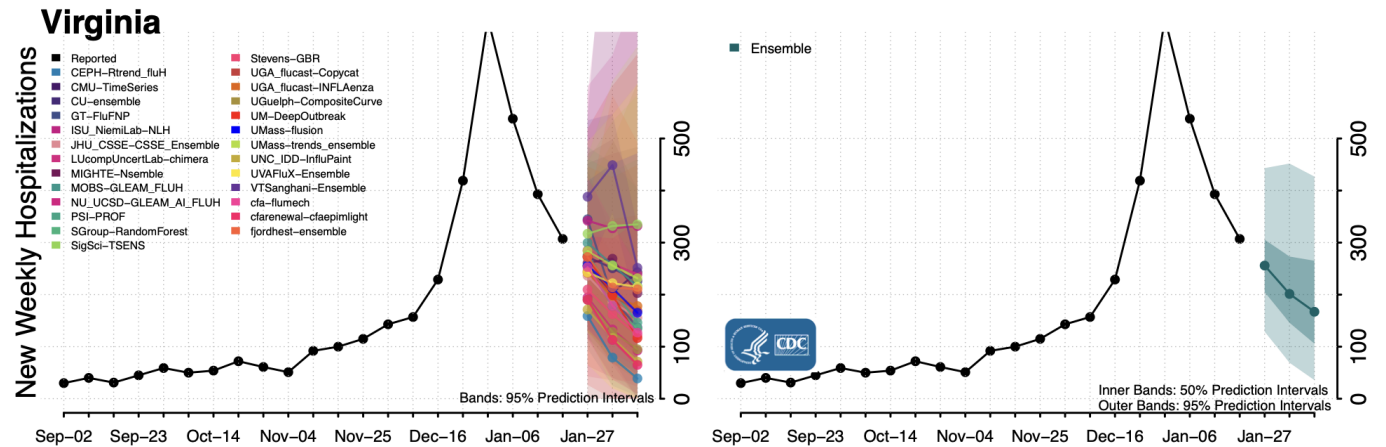 Virginia
New Weekly Hospitalizations
Reported
CEPH−Rtrend_fluH
CMU−TimeSeries
CU−ensemble
GT−FluFNP
ISU_NiemiLab−NLH
JHU_CSSE−CSSE_Ensemble
LUcompUncertLab−chimera
MIGHTE−Nsemble
MOBS−GLEAM_FLUH
NU_UCSD−GLEAM_AI_FLUH
PSI−PROF
SGroup−RandomForest
SigSci−TSENS
Stevens−GBR
UGA_flucast−Copycat
UGA_flucast−INFLAenza
UGuelph−CompositeCurve
UM−DeepOutbreak
UMass−flusion
UMass−trends_ensemble
UNC_IDD−InfluPaint
UVAFluX−Ensemble
VTSanghani−Ensemble
cfa−flumech
cfarenewal−cfaepimlight
fjordhest−ensemble
500
300
100
0
Bands: 95% Prediction Intervals
Sep−02 Sep−23 Oct−14 Nov−04 Nov−25 Dec−16 Jan−06 Jan−27
Ensemble
500
300
100
0
CDC
Inner Bands: 50% Prediction Intervals
Outer Bands: 95% Prediction Intervals
Sep−02 Sep−23 Oct−14 Nov−04 Nov−25 Dec−16 Jan−06 Jan−27